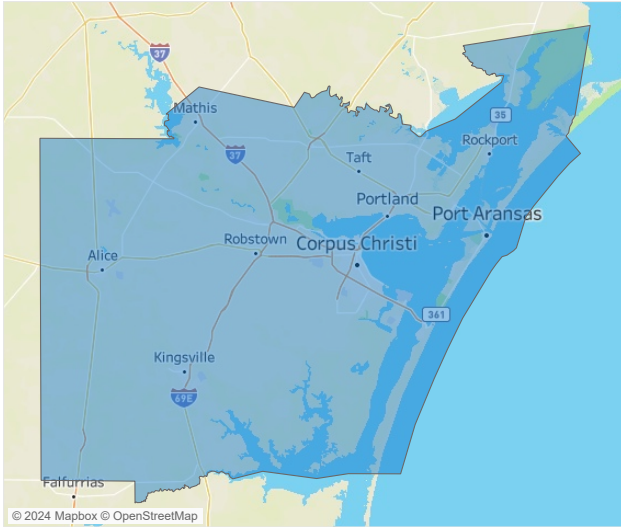 37
Mathis
35
Rockport
37
Taft
Portland
Port Aransas
Robstown
Corpus Christi
Alice
361
Kingsville
69E
Falfurrias
© 2024 Mapbox © OpenStreetMap